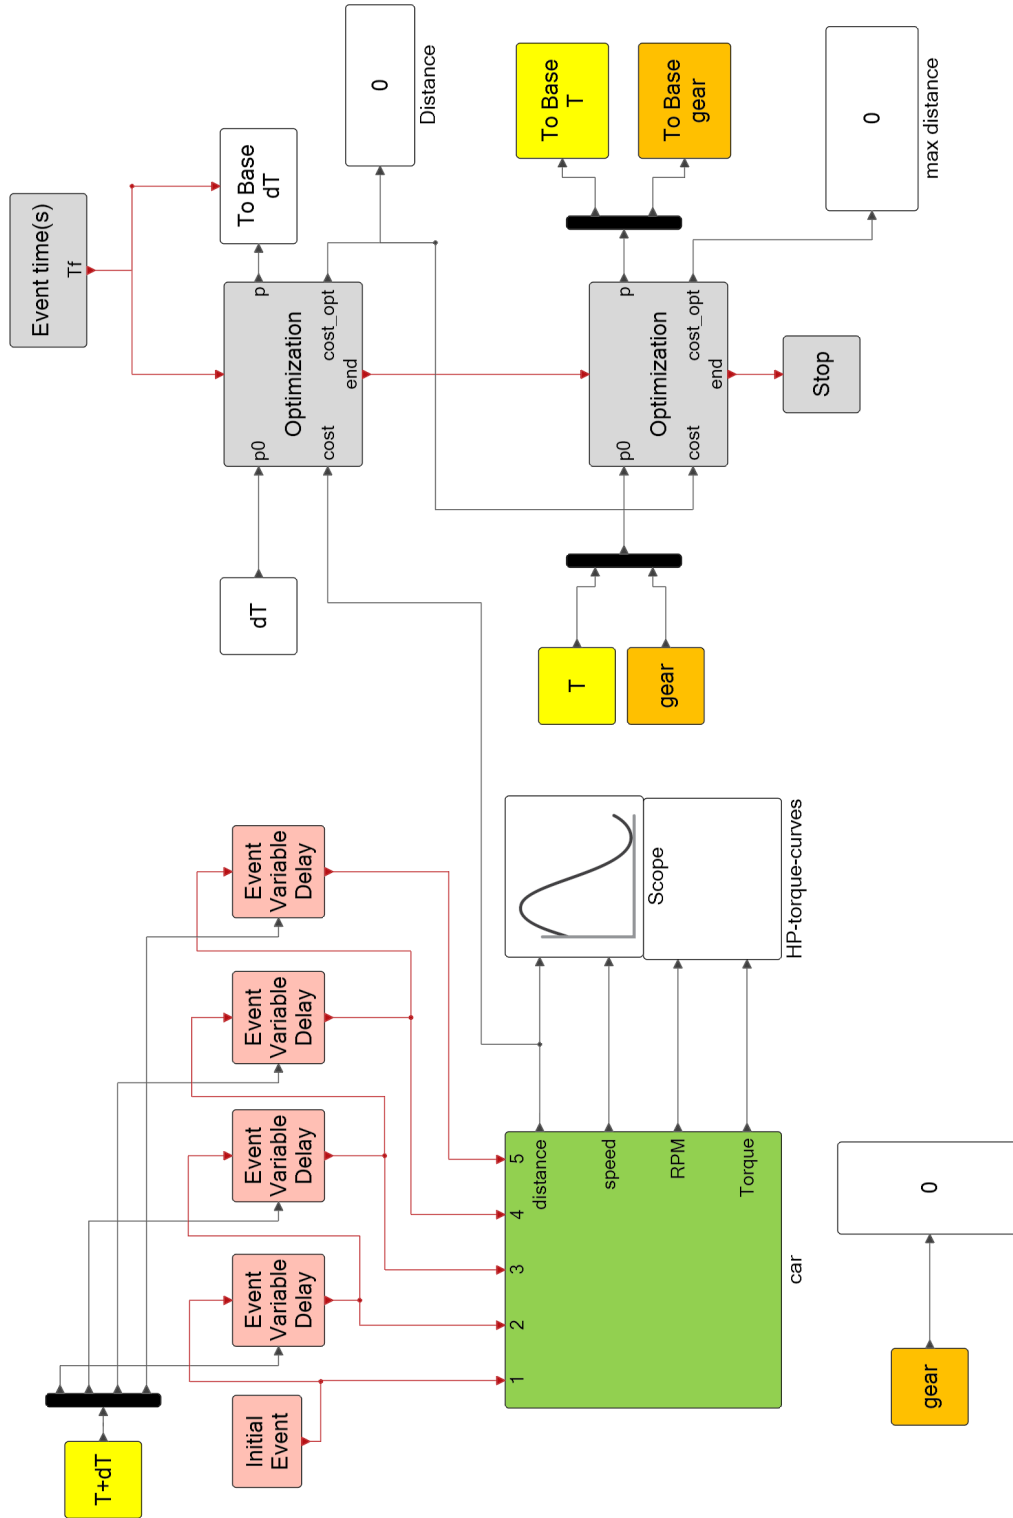 T+dT
Initial
Event
Event
Variable
Delay
Event
Variable
Delay
Event
Variable
Delay
Event
Variable
Delay
1
2
3
4
5
distance
speed
RPM
Torque
car
Scope
HP-torque-curves
gear
0
Event time(s)
Tf
dT
p0
cost
Optimization
p
cost_opt
end
To Base
dT
0
Distance
T
gear
p0
cost
Optimization
p
cost_opt
end
To Base
T
To Base
gear
Stop
0
max distance